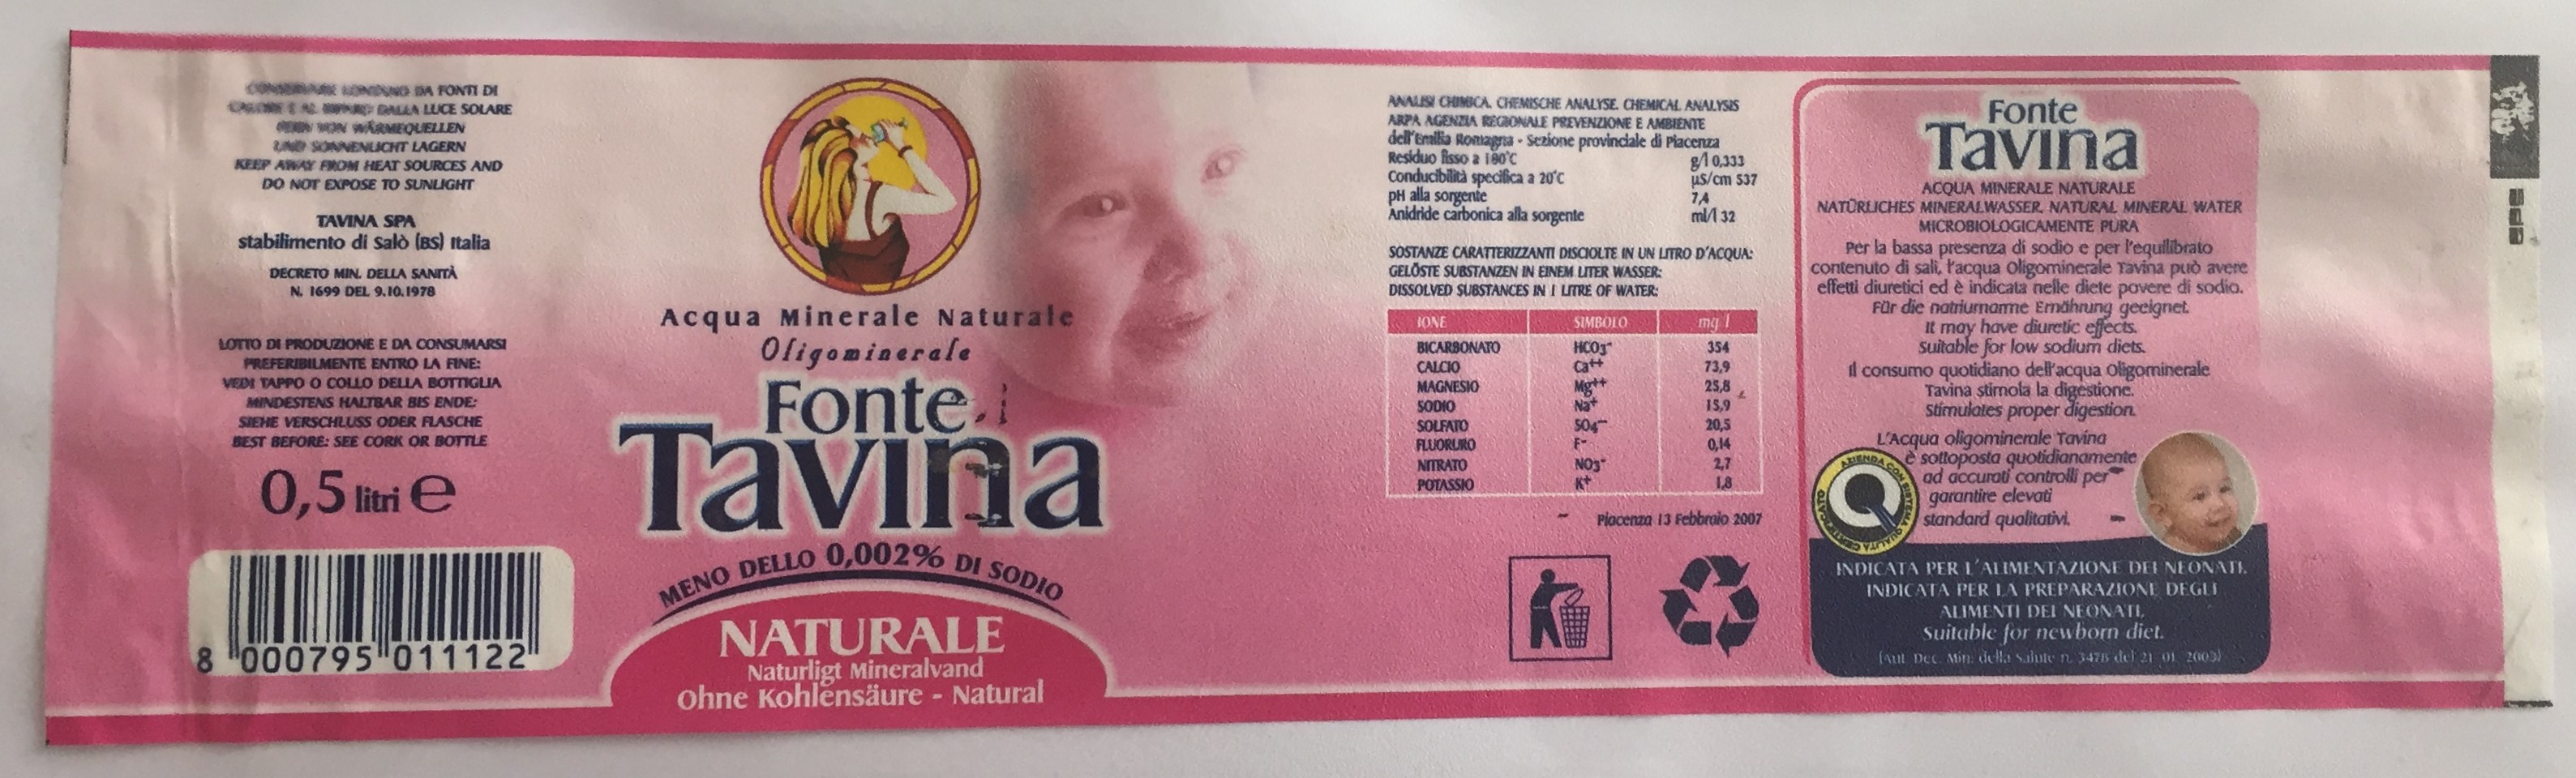 CONSERVARE LONTANO DA FONTI DI
CALORE E AL RIPARO DALLA LUCE SOLARE
FERN VON WÄRMEQUELLEN
UND SONNENLICHT LAGERN
KEEP AWAY FROM HEAT SOURCES AND
DO NOT EXPOSE TO SUNLIGHT
TAVINA SPA
stabilimento di Salò (BS) Italia
DECRETO MIN. DELLA SANITÀ
N. 1699 DEL 9.10.1978
LOTTO DI PRODUZIONE E DA CONSUMARSI
PREFERIBILMENTE ENTRO LA FINE:
VEDI TAPPO O COLLO DELLA BOTTIGLIA
MINDESTENS HALTBAR BIS ENDE:
SIEHE VERSCHLUSS ODER FLASCHE
BEST BEFORE: SEE CORK OR BOTTLE
0,5 litri e
8 000795 011122
Acqua Minerale Naturale
Oligominerale
Fonte
Tavina
MENO DELLO 0,002% DI SODIO
NATURALE
Naturligt Mineralvand
Ohne Kohlensäure - Natural
ANALISI CHIMICA. CHEMISCHE ANALYSE. CHEMICAL ANALYSIS
ARPA AGENZIA REGIONALE PREVENZIONE E AMBIENTE
dell'Emilia Romagna - Sezione provinciale di Piacenza
Residuo fisso a 180°C g/l 0,333
Conducibilità specifica a 20°C µS/cm 537
pH alla sorgente 7,4
Anidride carbonica alla sorgente ml/l 32
SOSTANZE CARATTERIZZANTI DISCIOLTE IN UN LITRO D'ACQUA:
GELÖSTE SUBSTANZEN IN EINEM LITER WASSER:
DISSOLVED SUBSTANCES IN 1 LITRE OF WATER:
IONE SIMBOLO mg l
BICARBONATO HCO3- 354
CALCIO Ca++ 73,9
MAGNESIO Mg++ 25,8
SODIO Na+ 15,9
SOLFATO SO4-- 20,5
FLUORURO F- 0,14
NITRATO NO3- 2,7
POTASSIO K+ 1,8
Piacenza 13 Febbraio 2007
Fonte
Tavina
ACQUA MINERALE NATURALE
NATÜRLICHES MINERALWASSER. NATURAL MINERAL WATER
MICROBIOLOGICAMENTE PURA
Per la bassa presenza di sodio e per l'equilibrato
contenuto di sali, l'acqua Oligominerale Tavina può avere
effetti diuretici ed è indicata nelle diete povere di sodio.
Für die natriumarme Ernährung geeignet.
It may have diuretic effects.
Suitable for low sodium diets.
Il consumo quotidiano dell'acqua Oligominerale
Tavina stimola la digestione.
Stimulates proper digestion.
L'Acqua oligominerale Tavina
è sottoposta quotidianamente
ad accurati controlli per
garantire elevati
standard qualitativi.
AZIENDA CON SISTEMA QUALITÀ CERTIFICATO
Q
INDICATA PER L'ALIMENTAZIONE DEI NEONATI.
INDICATA PER LA PREPARAZIONE DEGLI
ALIMENTI DEI NEONATI.
Suitable for newborn diet.
(Aut. Dec. Min. della Salute n. 3478 del 21 01 2003)